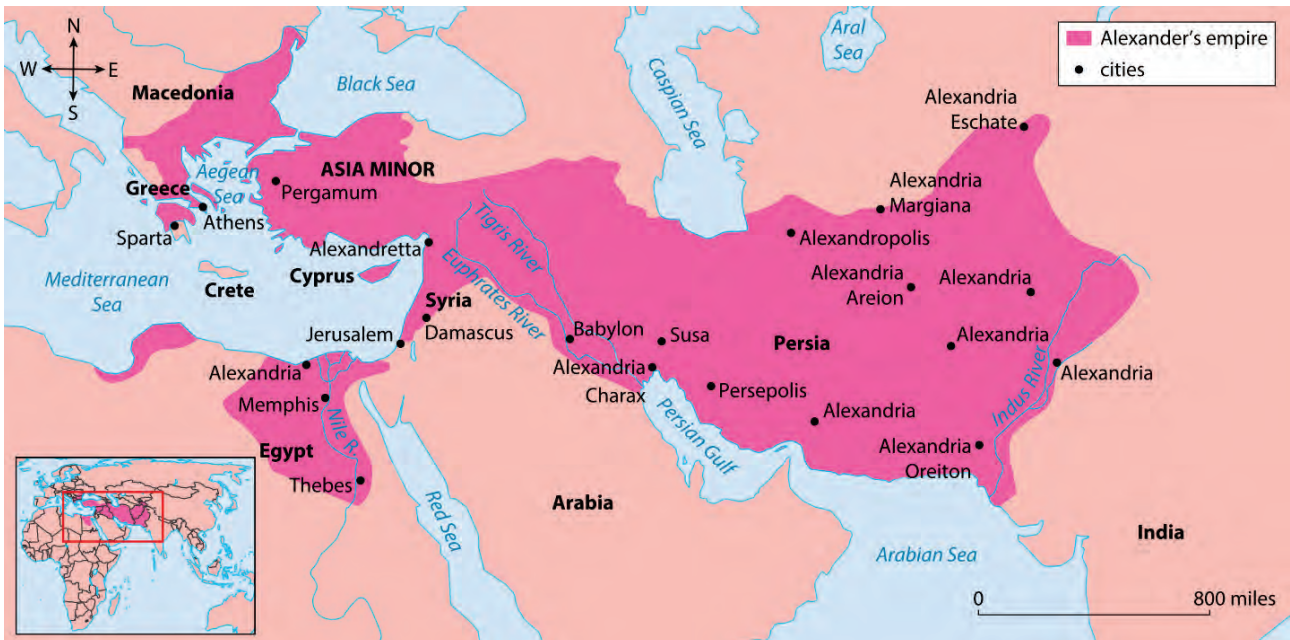 N
W
E
S
Macedonia
Black Sea
Aral
Sea
Caspian Sea
Alexander's empire
cities
Alexandria
Eschate
Greece
Aegean
Sea
ASIA MINOR
Pergamum
Athens
Sparta
Alexandria
Margiana
Alexandropolis
Mediterranean
Sea
Crete
Cyprus
Alexandretta
Tigris River
Euphrates River
Syria
Damascus
Jerusalem
Babylon
Susa
Persia
Alexandria
Areion
Alexandria
Alexandria
Alexandria
Indus River
Alexandria
Memphis
Nile R.
Egypt
Thebes
Alexandria
Charax
Persepolis
Persian Gulf
Alexandria
Alexandria
Oreiton
Red Sea
Arabia
Arabian Sea
India
0
800 miles